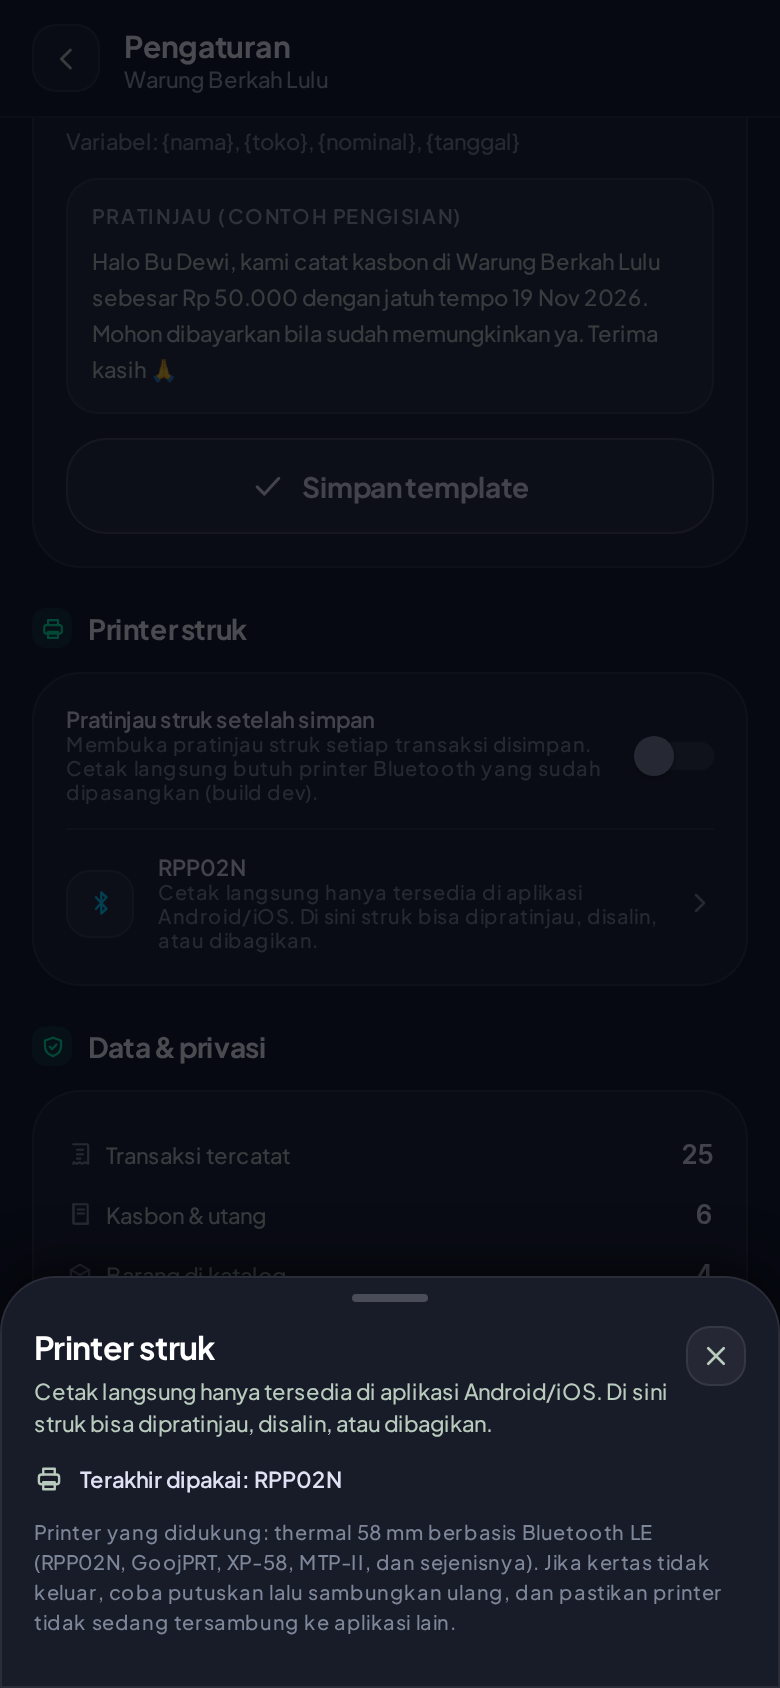 Pengaturan
Warung Berkah Lulu
Variabel: {nama}, {toko}, {nominal}, {tanggal}
PRATINJAU (CONTOH PENGISIAN)
Halo Bu Dewi, kami catat kasbon di Warung Berkah Lulu
sebesar Rp 50.000 dengan jatuh tempo 19 Nov 2026.
Mohon dibayarkan bila sudah memungkinkan ya. Terima
kasih 🙏
Simpan template
Printer struk
Pratinjau struk setelah simpan
Membuka pratinjau struk setiap transaksi disimpan.
Cetak langsung butuh printer Bluetooth yang sudah
dipasangkan (build dev).
RPP02N
Cetak langsung hanya tersedia di aplikasi
Android/iOS. Di sini struk bisa dipratinjau, disalin,
atau dibagikan.
Data & privasi
Transaksi tercatat 25
Kasbon & utang 6
Barang di katalog 4
Printer struk
Cetak langsung hanya tersedia di aplikasi Android/iOS. Di sini
struk bisa dipratinjau, disalin, atau dibagikan.
Terakhir dipakai: RPP02N
Printer yang didukung: thermal 58 mm berbasis Bluetooth LE
(RPP02N, GoojPRT, XP-58, MTP-II, dan sejenisnya). Jika kertas tidak
keluar, coba putuskan lalu sambungkan ulang, dan pastikan printer
tidak sedang tersambung ke aplikasi lain.